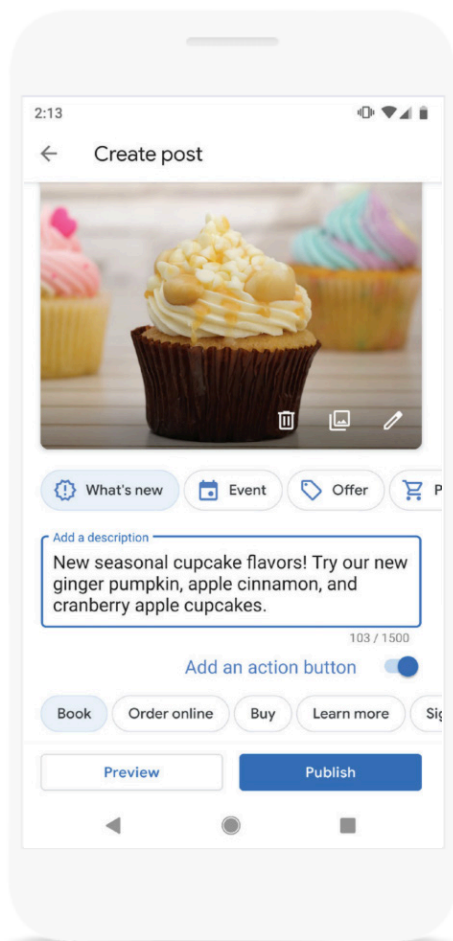 2:13
Create post
What's new
Event
Offer
P
Add a description
New seasonal cupcake flavors! Try our new
ginger pumpkin, apple cinnamon, and
cranberry apple cupcakes.
103 / 1500
Add an action button
Book
Order online
Buy
Learn more
Sig
Preview
Publish